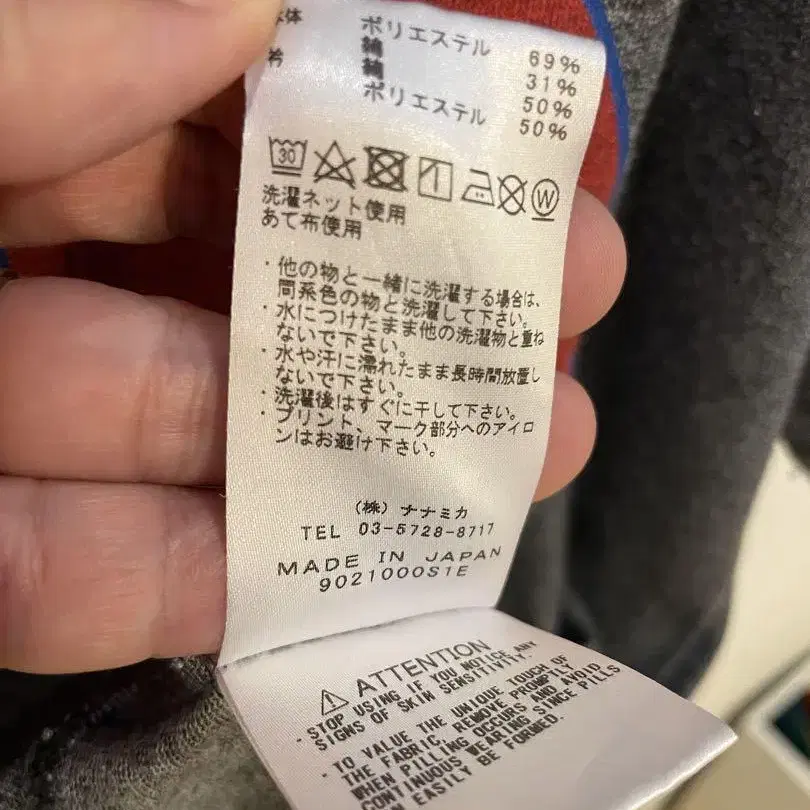 体 ポリエステル 69%
綿 31%
衿 綿 50%
ポリエステル 50%
30 W
洗濯ネット使用
あて布使用
・他の物と一緒に洗濯する場合は、
同系色の物と洗濯して下さい。
・水につけたまま他の洗濯物と重ね
ないで下さい。
・水や汗に濡れたまま長時間放置し
ないで下さい。
・洗濯後はすぐに干して下さい。
・プリント、マーク部分へのアイロ
ンはお避け下さい。
(株) ナナミカ
TEL 03-5728-8717
MADE IN JAPAN
9021000S1E
ATTENTION
・STOP USING IF YOU NOTICE ANY
SIGNS OF SKIN SENSITIVITY.
・TO VALUE THE UNIQUE TOUCH OF
THE FABRIC REMOVE PROMPTLY
WHEN PILLING OCCURS AND AVOID
CONTINUOUS WEARING SINCE PILLS
CAN EASILY BE FORMED.